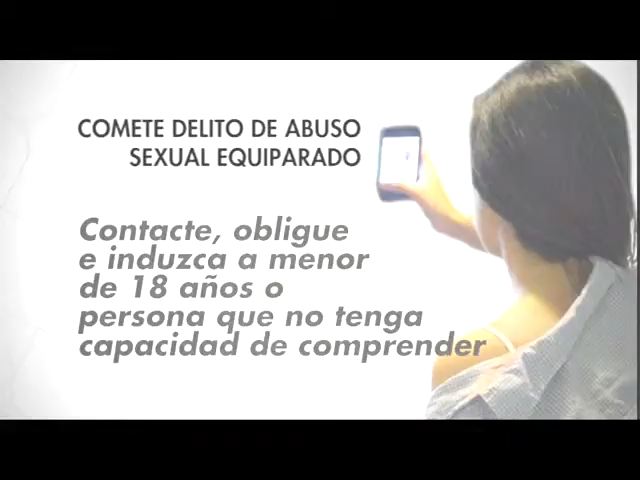 COMETE DELITO DE ABUSO
SEXUAL EQUIPARADO
Contacte, obligue
e induzca a menor
de 18 años o
persona que no tenga
capacidad de comprender